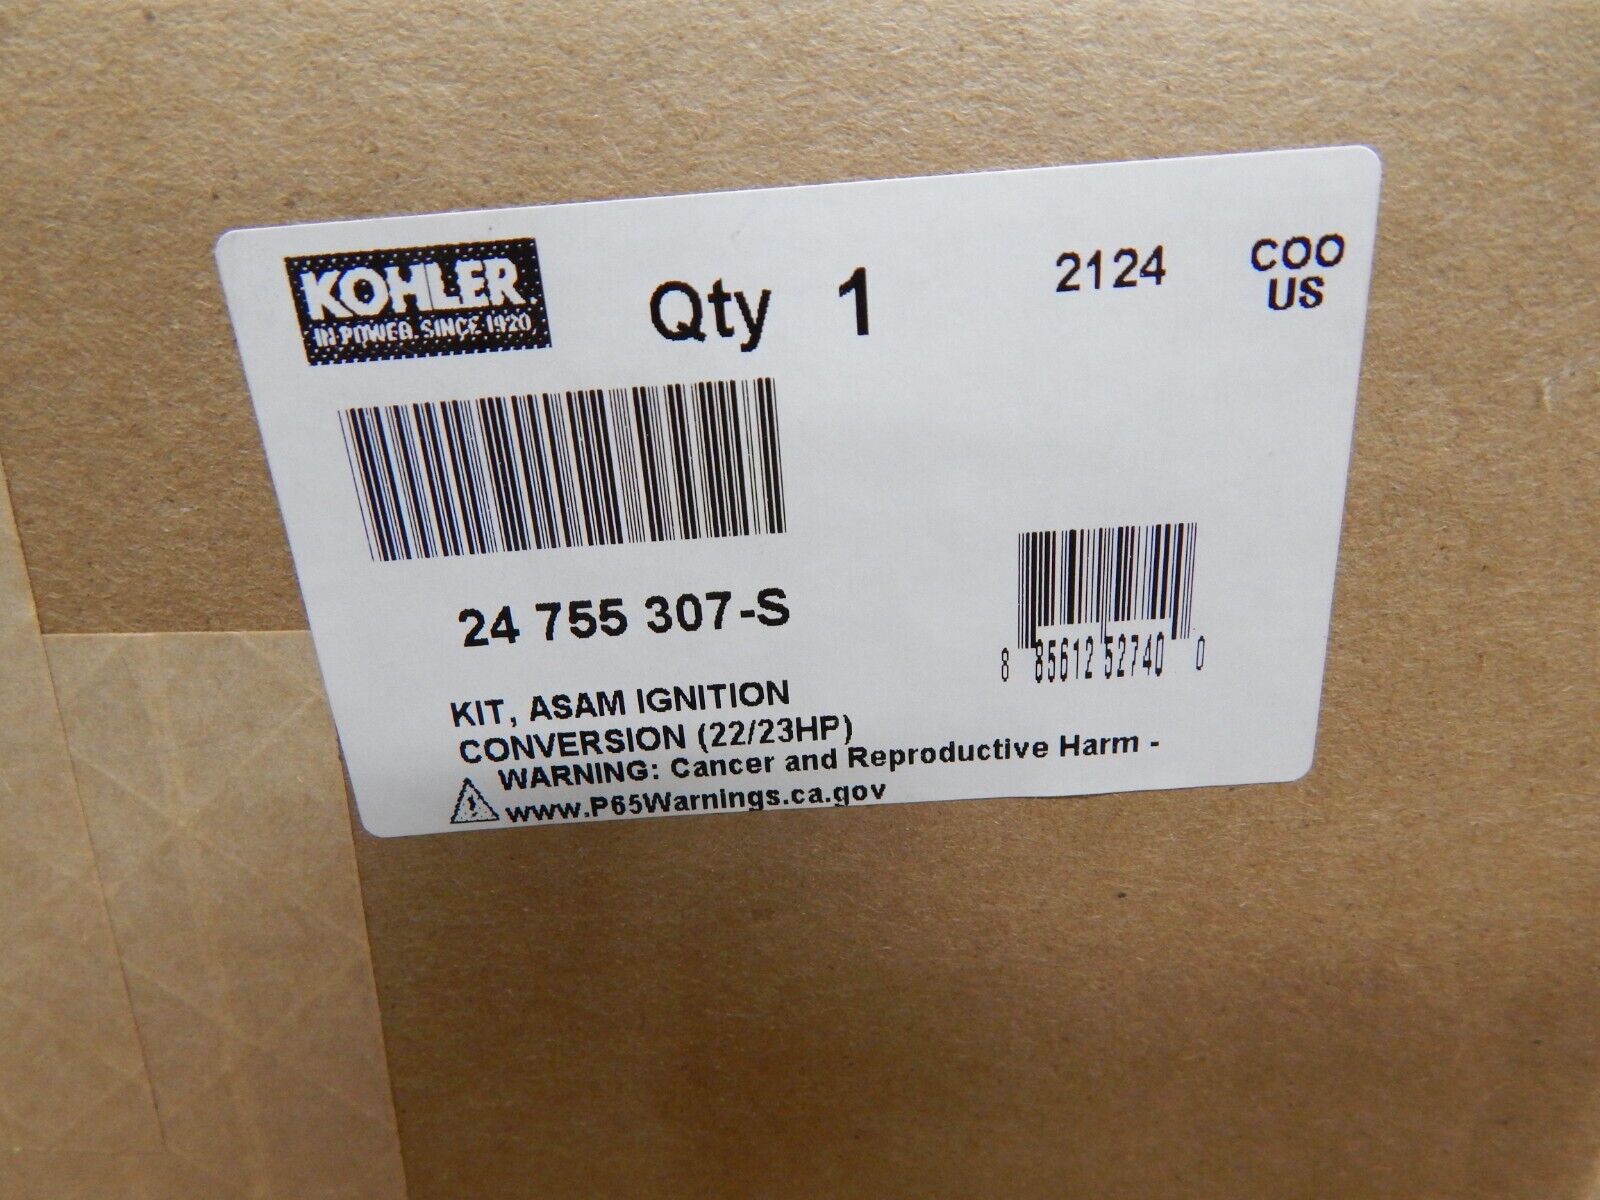 KOHLER
IN POWER. SINCE 1920.
Qty 1
2124
COO
US
24 755 307-S
8 85612 52740 0
KIT, ASAM IGNITION
CONVERSION (22/23HP)
WARNING: Cancer and Reproductive Harm -
www.P65Warnings.ca.gov